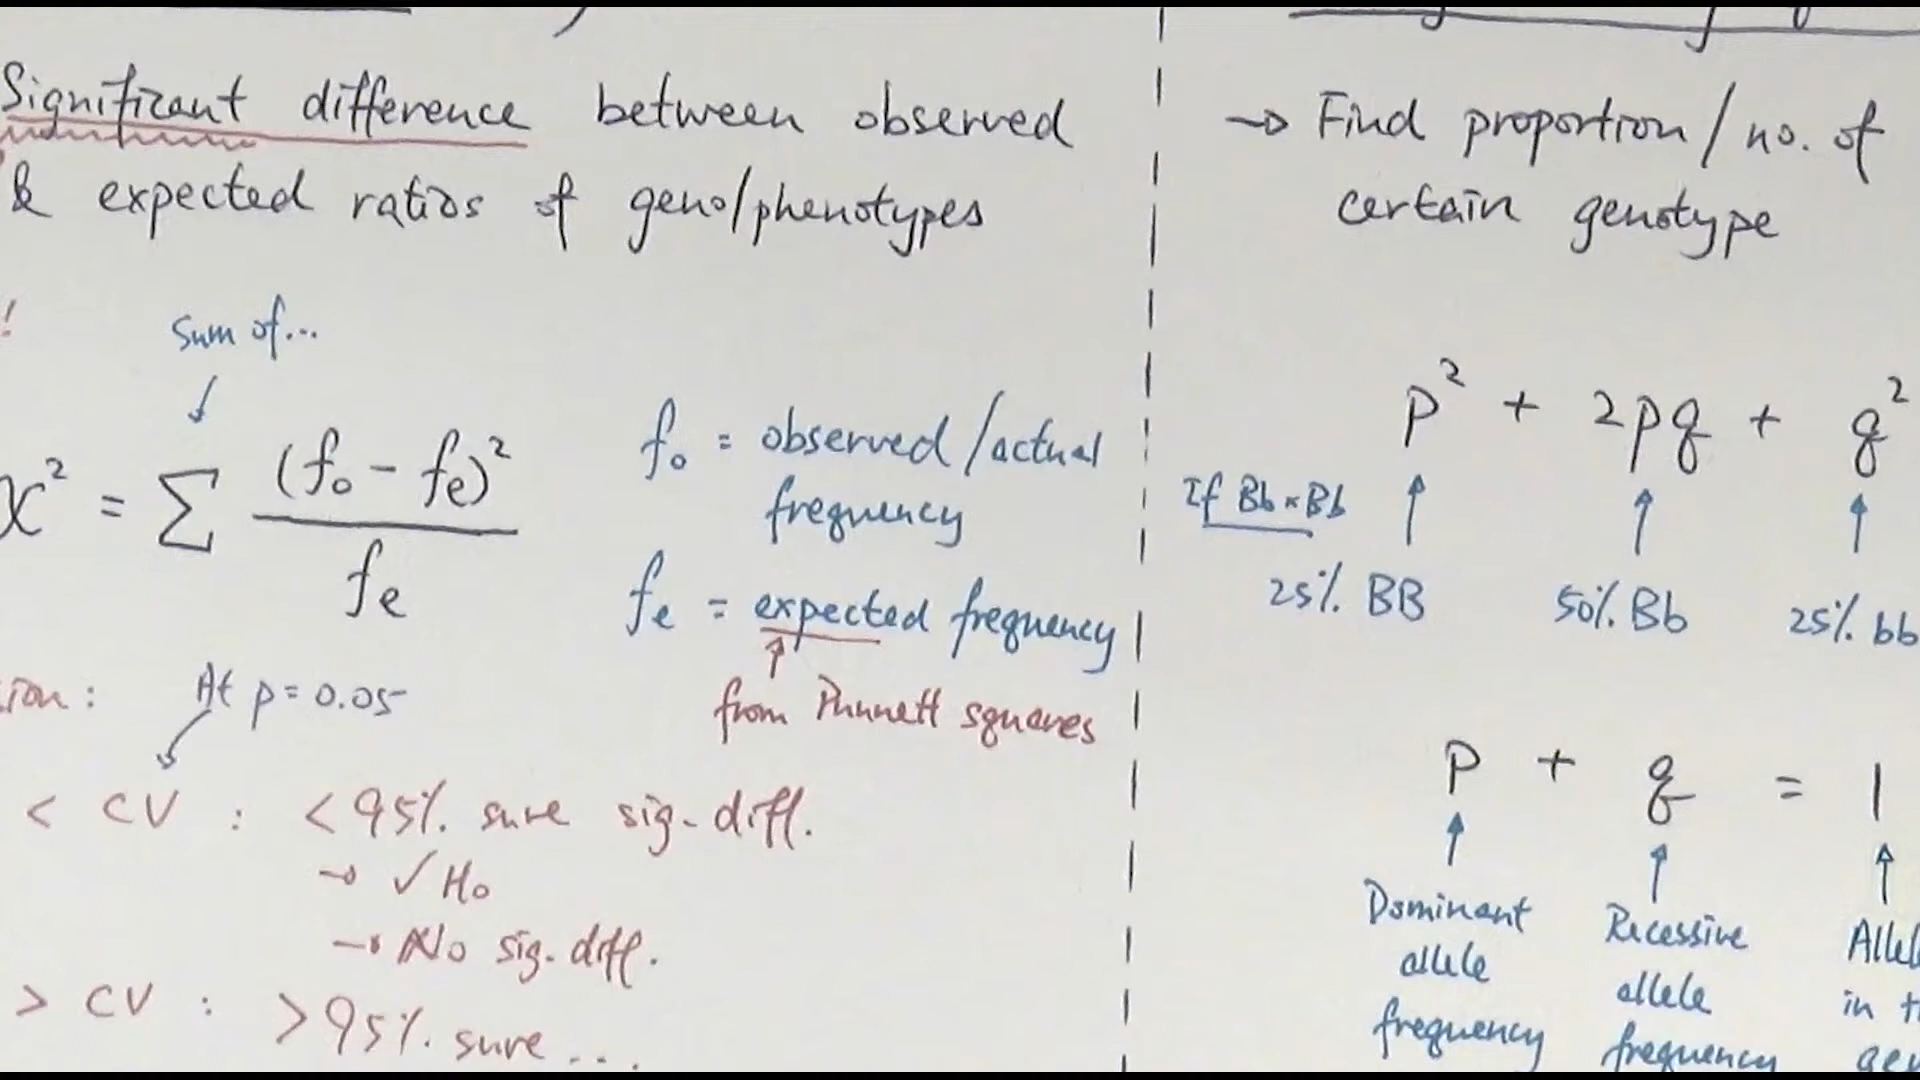 Significant difference between observed
& expected ratios of geno/phenotypes
!
Sum of...
X² = Σ (fo - fe)² / fe
fo = observed/actual
frequency
fe = expected frequency
from Punnett squares
At p = 0.05
< CV : < 95% sure sig. diff.
→ ✓ Ho
→ No sig. diff.
> CV : > 95% sure ...
→ Find proportion / no. of
certain genotype
p² + 2pq + q²
If Bb × Bb
25% BB 50% Bb 25% bb
p + q = 1
Dominant
allele
frequency
Recessive
allele
frequency
in